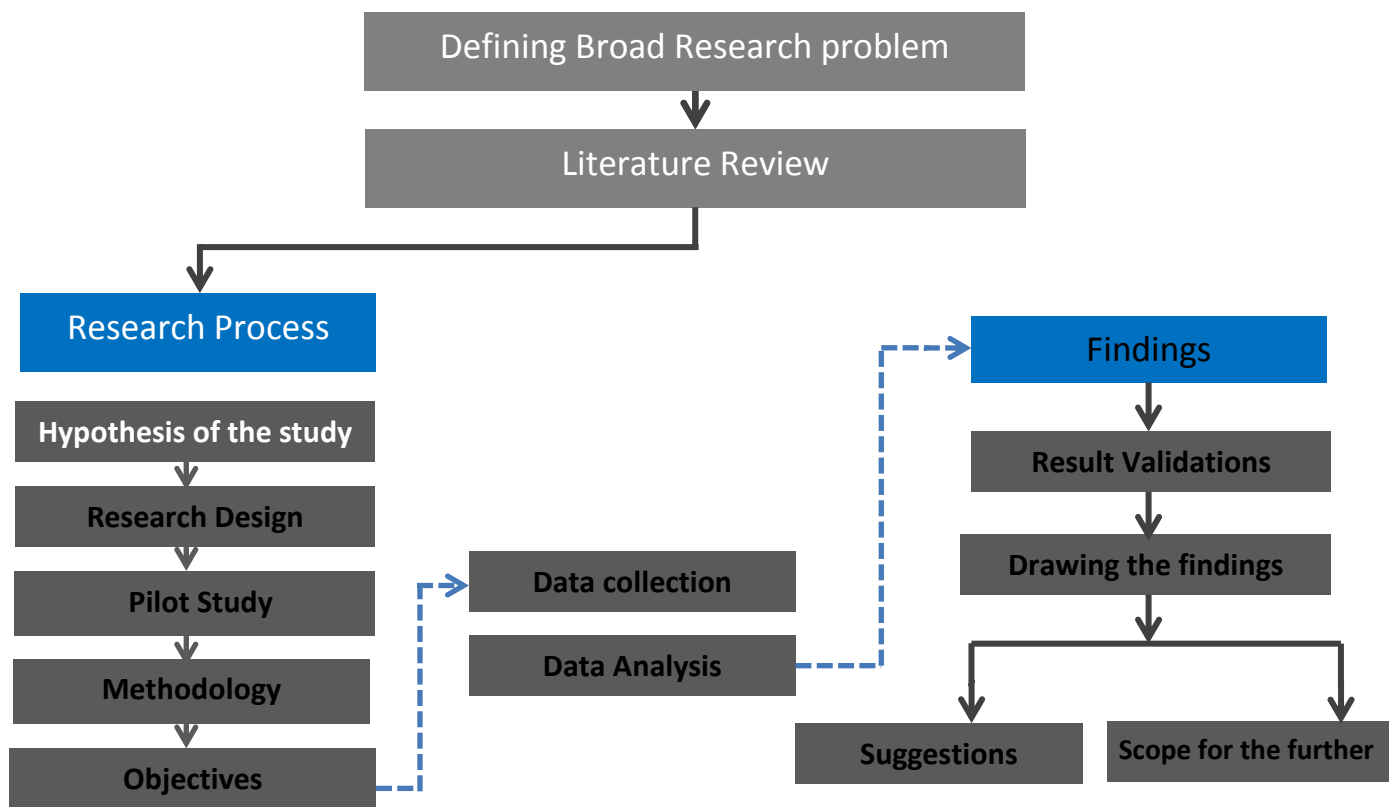 Defining Broad Research problem
Literature Review
Research Process
Hypothesis of the study
Research Design
Pilot Study
Methodology
Objectives
Data collection
Data Analysis
Findings
Result Validations
Drawing the findings
Suggestions
Scope for the further